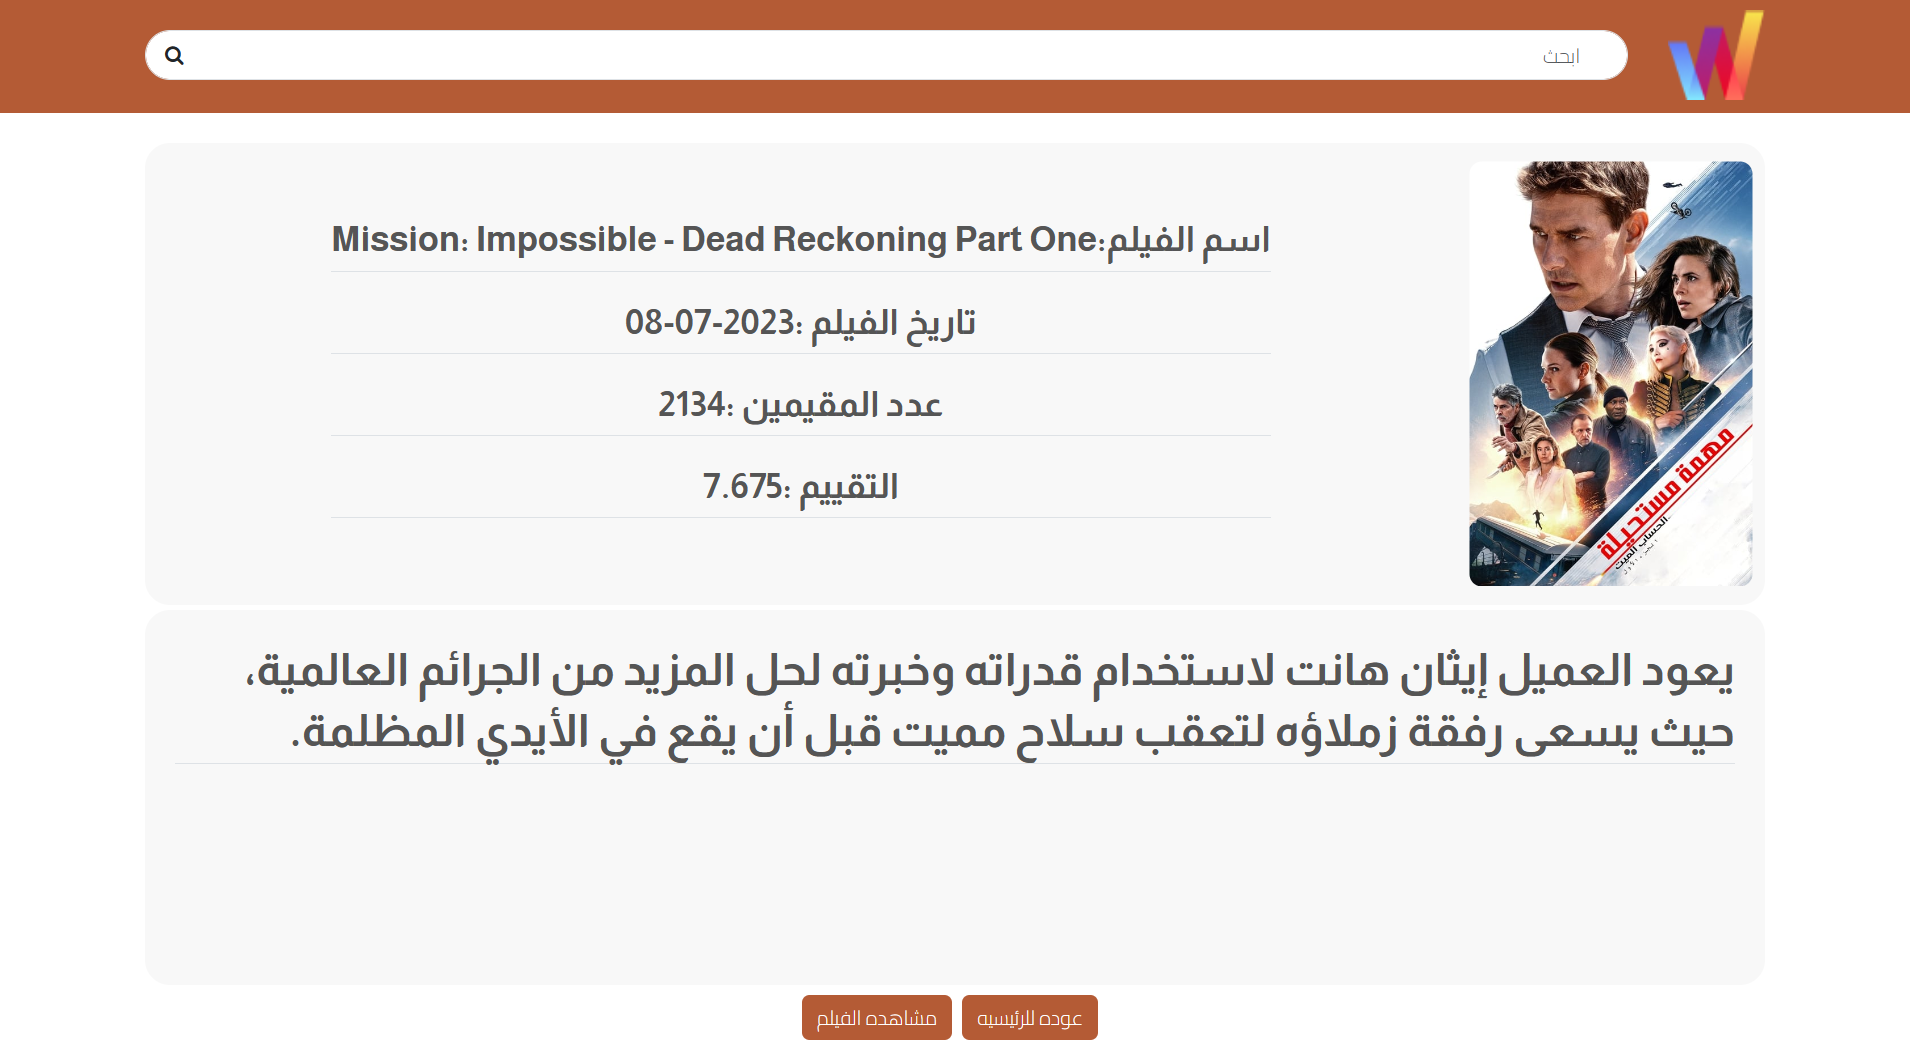 ابحث
اسم الفيلم:Mission: Impossible - Dead Reckoning Part One
تاريخ الفيلم :2023-07-08
عدد المقيمين :2134
التقييم :7.675
مهمة مستحيلة
الحساب الميت
الجزء الأول
يعود العميل إيثان هانت لاستخدام قدراته وخبرته لحل المزيد من الجرائم العالمية،
حيث يسعى رفقة زملاؤه لتعقب سلاح مميت قبل أن يقع في الأيدي المظلمة.
عوده للرئيسيه
مشاهده الفيلم